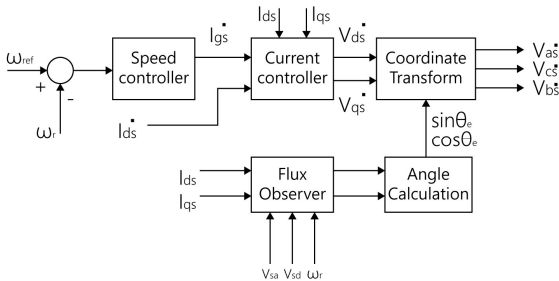 Ids Iqs
Igs* Vds* Vas*
ωref Speed controller Current controller Coordinate Transform Vcs*
+ - Vqs* Vbs*
ωr Ids* sinθe
cosθe
Ids Flux Observer Angle Calculation
Iqs
Vsa Vsd ωr